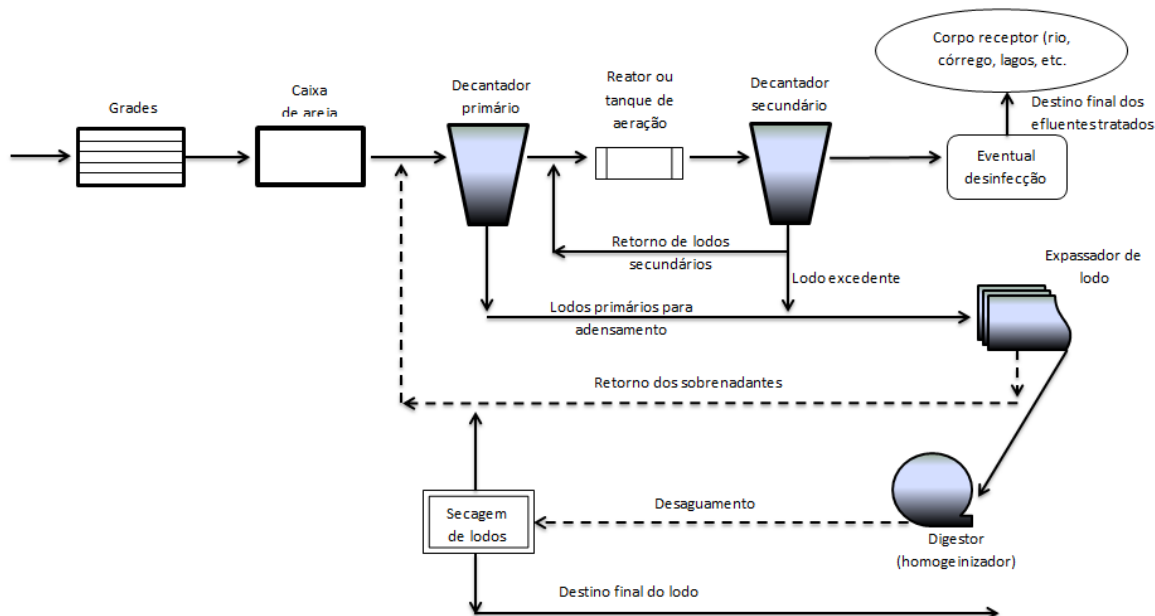 Grades
Caixa
de areia
Decantador
primário
Reator ou
tanque de
aeração
Decantador
secundário
Corpo receptor (rio,
córrego, lagos, etc.
Destino final dos
efluentes tratados
Eventual
desinfecção
Retorno de lodos
secundários
Lodo excedente
Expassador de
lodo
Lodos primários para
adensamento
Retorno dos sobrenadantes
Secagem
de lodos
Desaguamento
Digestor
(homogeinizador)
Destino final do lodo